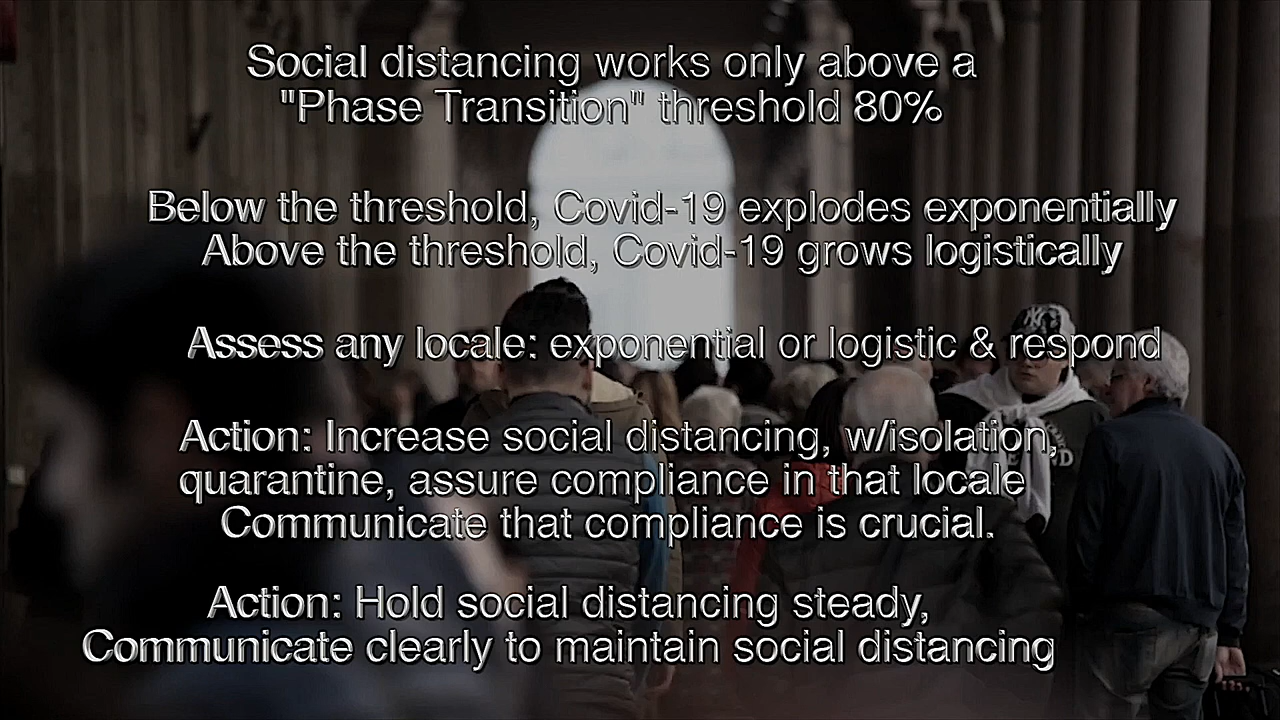 Social distancing works only above a
"Phase Transition" threshold 80%
Below the threshold, Covid-19 explodes exponentially
Above the threshold, Covid-19 grows logistically
Assess any locale: exponential or logistic & respond
Action: Increase social distancing, w/isolation,
quarantine, assure compliance in that locale
Communicate that compliance is crucial.
Action: Hold social distancing steady,
Communicate clearly to maintain social distancing